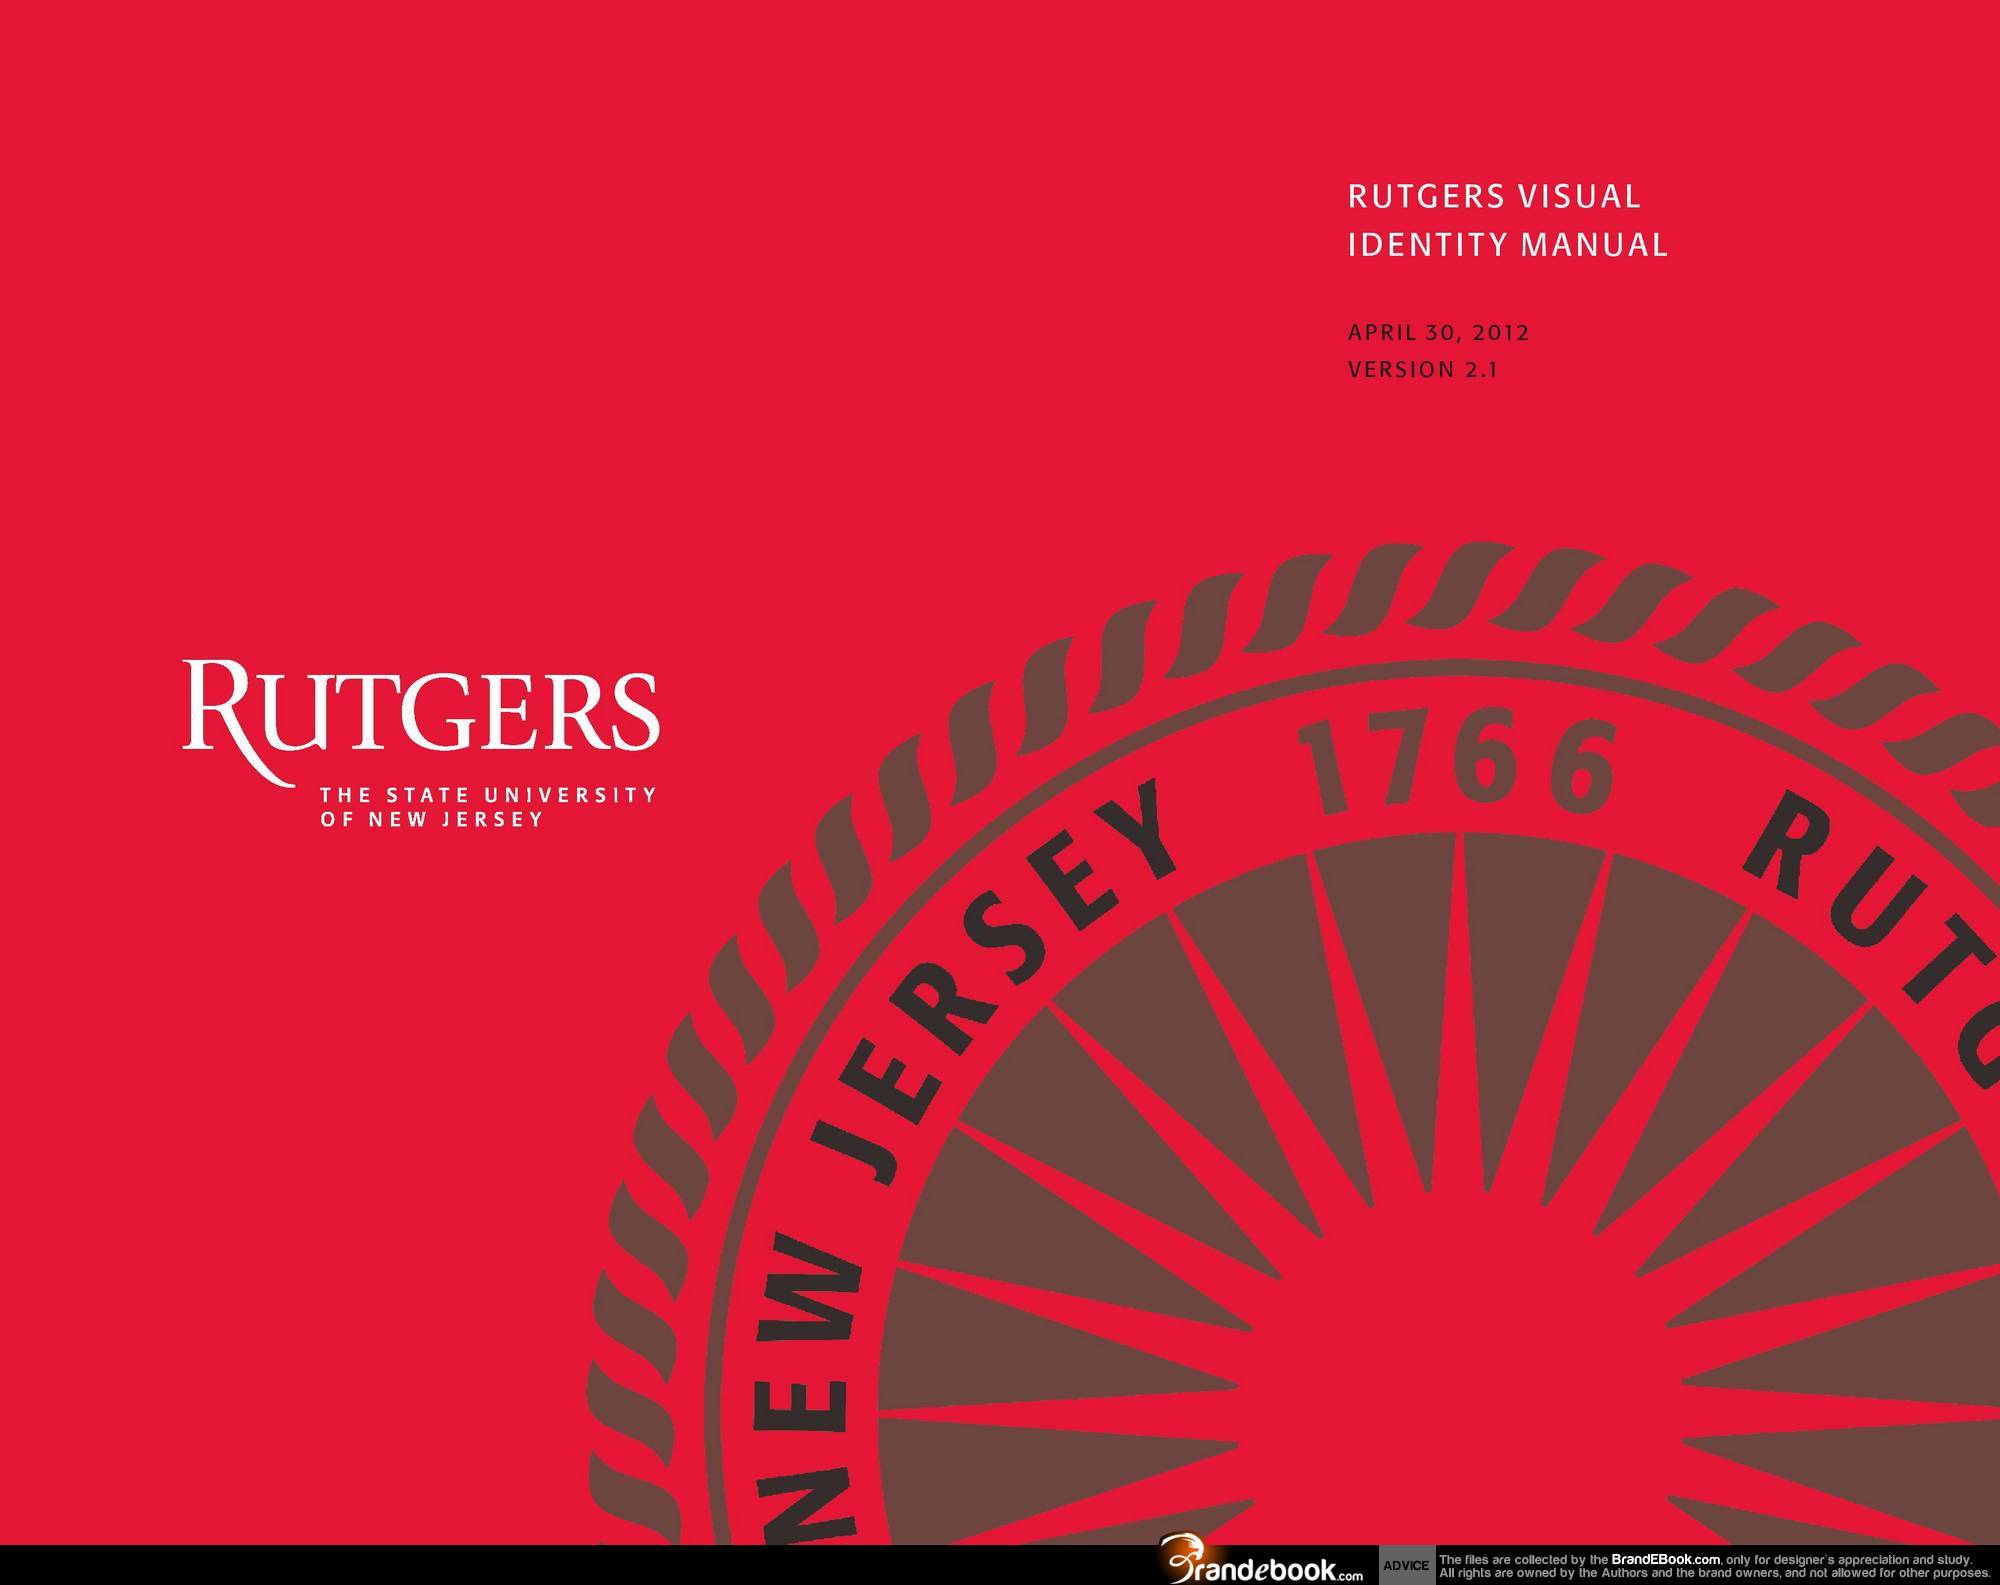 RUTGERS VISUAL
IDENTITY MANUAL
APRIL 30, 2012
VERSION 2.1
RUTGERS
THE STATE UNIVERSITY
OF NEW JERSEY
NEW JERSEY 1766 RUTG
Brandebook.com
ADVICE
The files are collected by the BrandEBook.com, only for designer´s appreciation and study.
All rights are owned by the Authors and the brand owners, and not allowed for other purposes.